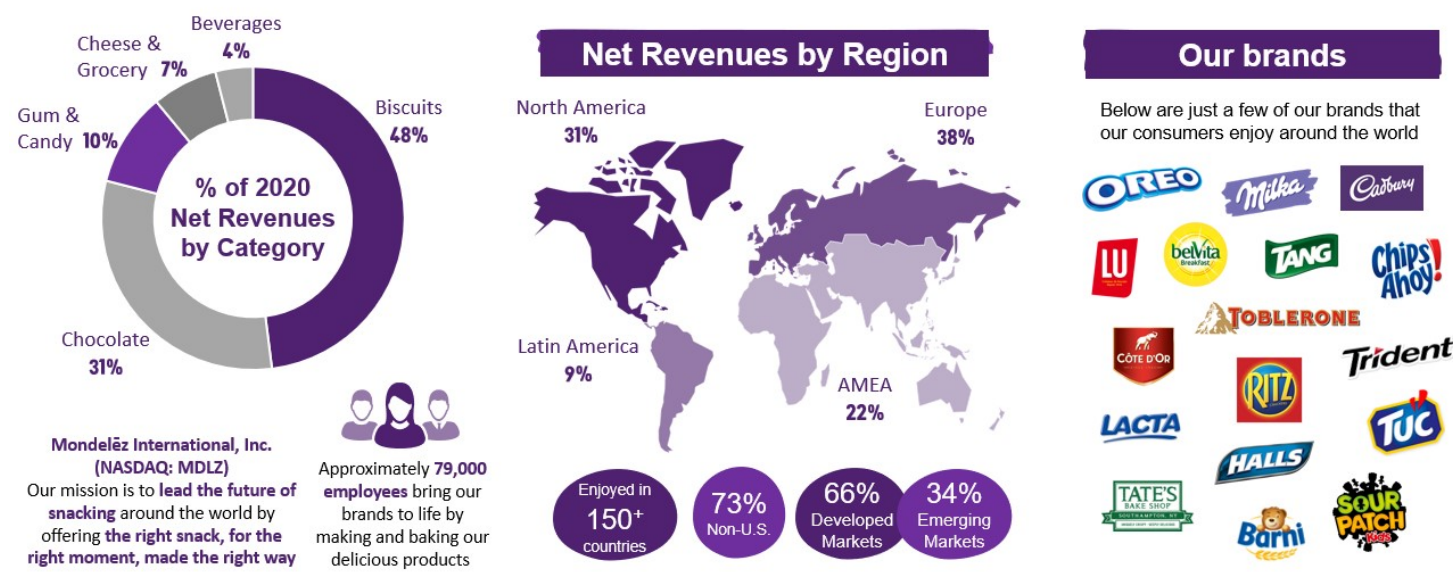 Beverages
4%
Cheese &
Grocery 7%
Gum &
Candy 10%
Biscuits
48%
% of 2020
Net Revenues
by Category
Chocolate
31%
Mondelēz International, Inc.
(NASDAQ: MDLZ)
Our mission is to lead the future of
snacking around the world by
offering the right snack, for the
right moment, made the right way
Approximately 79,000
employees bring our
brands to life by
making and baking our
delicious products
Net Revenues by Region
North America
31%
Europe
38%
Latin America
9%
AMEA
22%
Enjoyed in
150+
countries
73%
Non-U.S.
66%
Developed
Markets
34%
Emerging
Markets
Our brands
Below are just a few of our brands that
our consumers enjoy around the world
OREO
Milka
Cadbury
LU
belVita
Breakfast
TANG
Chips
Ahoy!
TOBLERONE
CÔTE D'OR
RITZ
Trident
LACTA
HALLS
TUC
TATE'S
BAKE SHOP
SOUTHAMPTON, NY
Barni
SOUR
PATCH
Kids